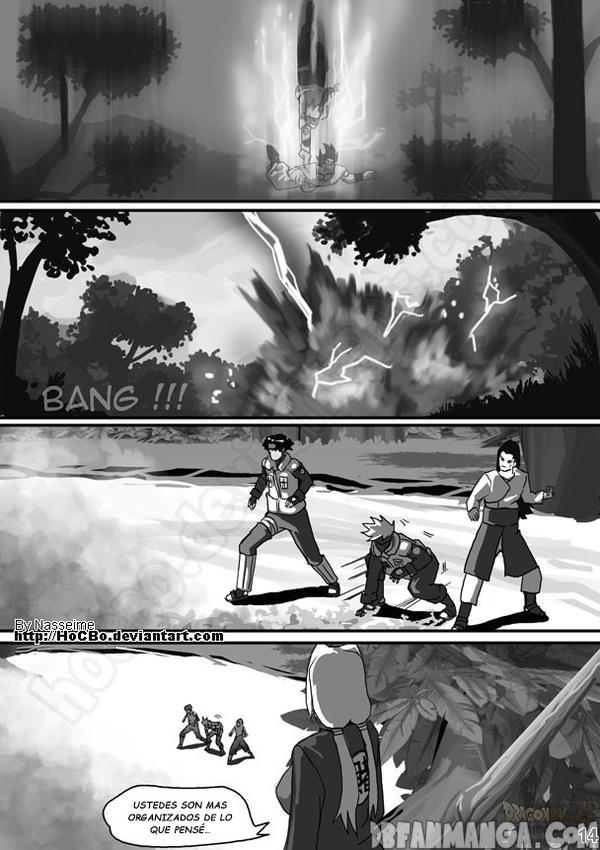 BANG !!!
By Nasseime
http://HoCBo.deviantart.com
USTEDES SON MAS
ORGANIZADOS DE LO
QUE PENSÉ...
DBFANMANGA.COM
14